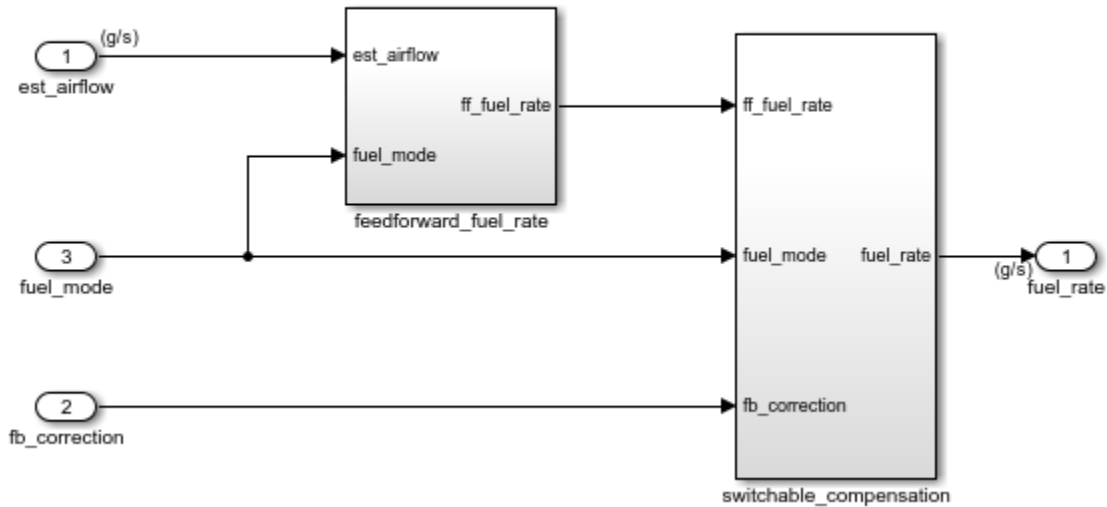 (g/s)
1
est_airflow
est_airflow
ff_fuel_rate
fuel_mode
feedforward_fuel_rate
3
fuel_mode
2
fb_correction
ff_fuel_rate
fuel_mode
fuel_rate
fb_correction
switchable_compensation
(g/s)
1
fuel_rate